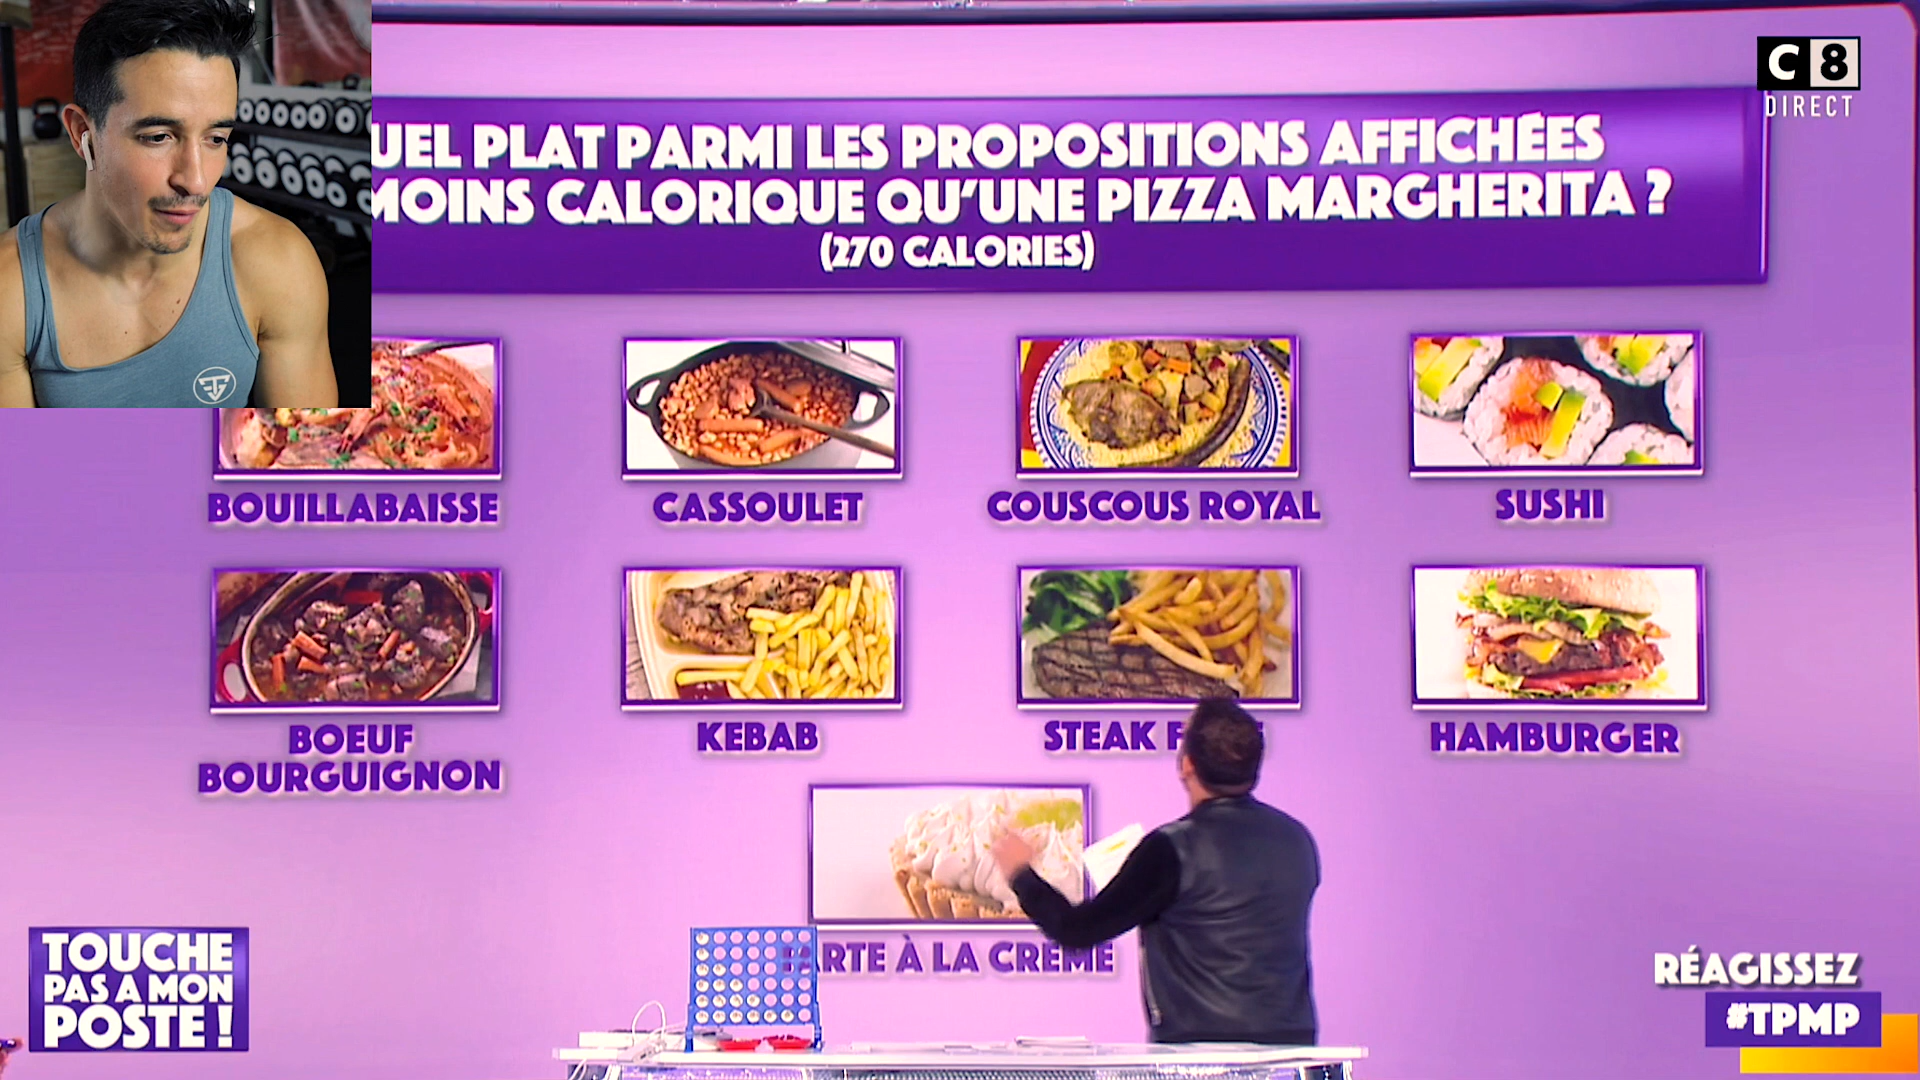 C8
DIRECT
UEL PLAT PARMI LES PROPOSITIONS AFFICHÉES
MOINS CALORIQUE QU'UNE PIZZA MARGHERITA ?
(270 CALORIES)
BOUILLABAISSE
CASSOULET
COUSCOUS ROYAL
SUSHI
BOEUF
BOURGUIGNON
KEBAB
STEAK F
HAMBURGER
ARTE À LA CRÈME
TOUCHE
PAS A MON
POSTE !
RÉAGISSEZ
#TPMP